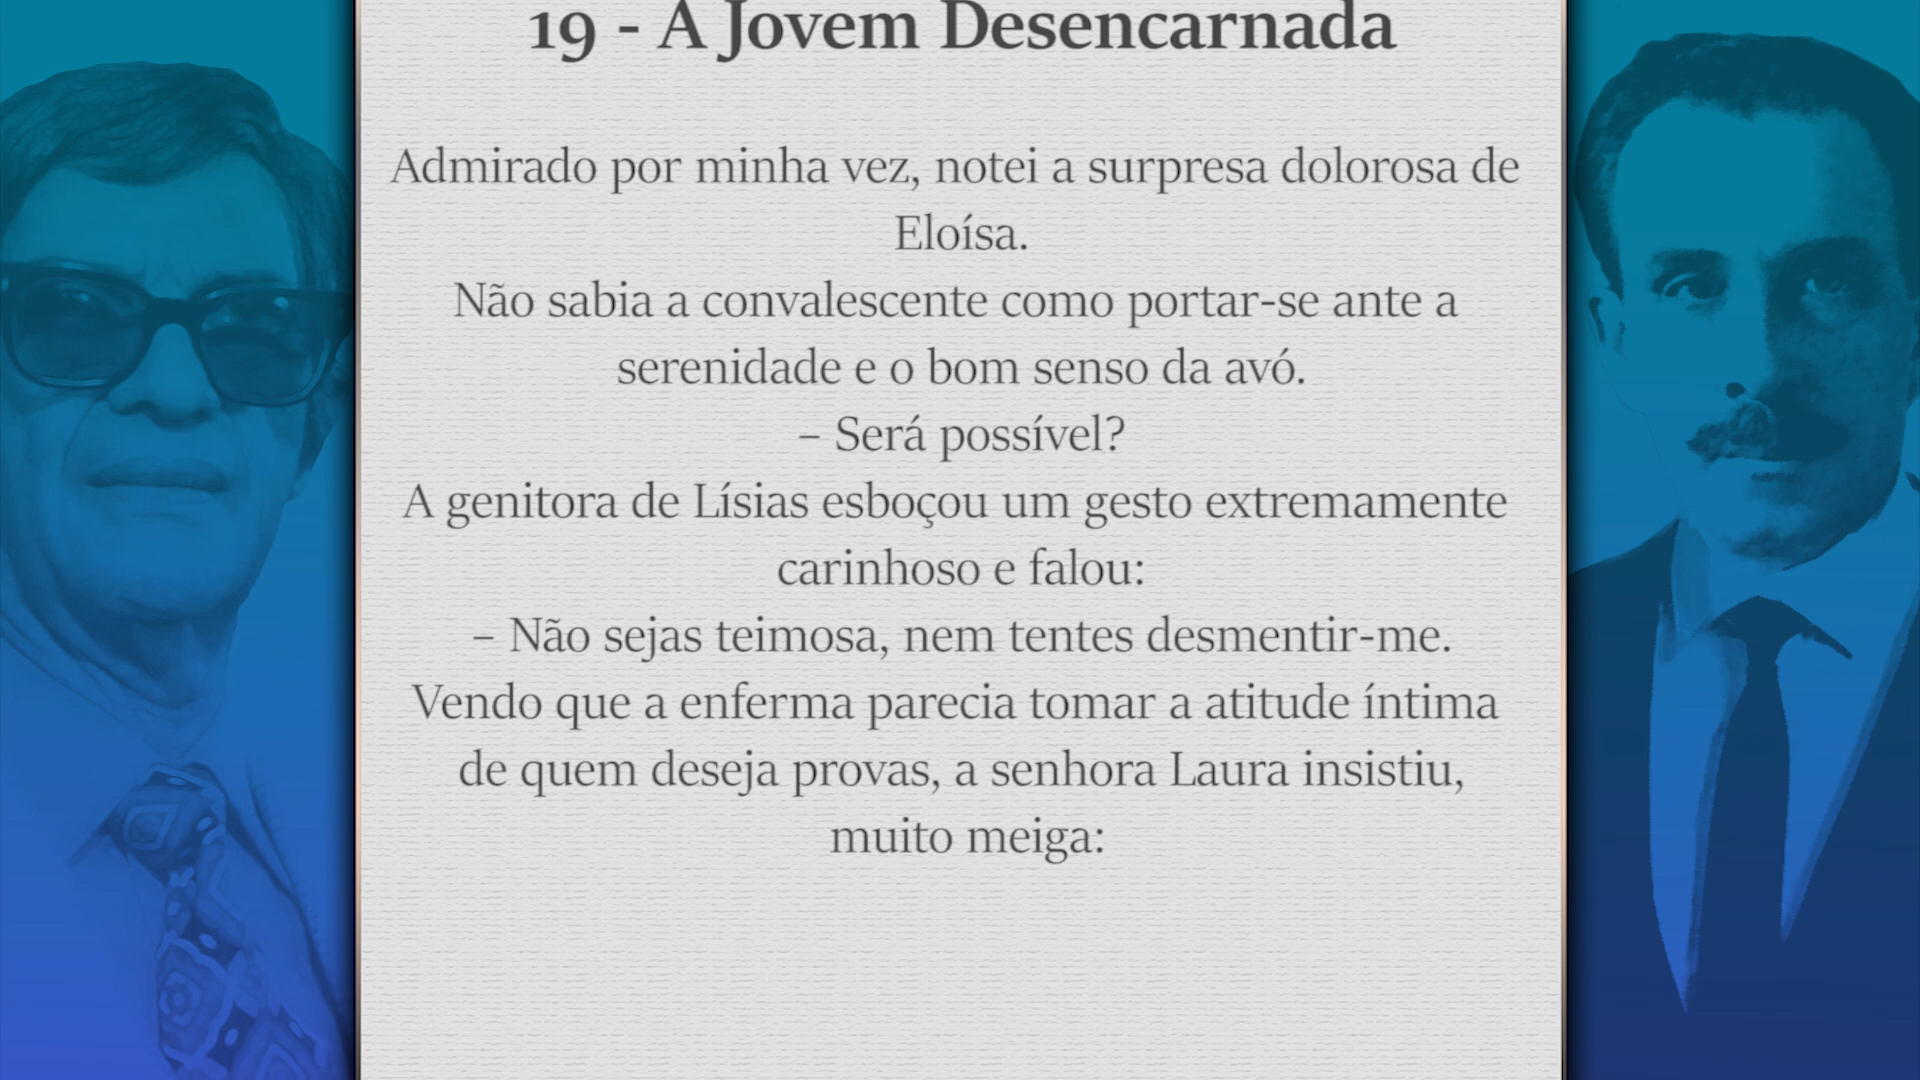 19 - A Jovem Desencarnada
Admirado por minha vez, notei a surpresa dolorosa de
Eloísa.
Não sabia a convalescente como portar-se ante a
serenidade e o bom senso da avó.
– Será possível?
A genitora de Lísias esboçou um gesto extremamente
carinhoso e falou:
– Não sejas teimosa, nem tentes desmentir-me.
Vendo que a enferma parecia tomar a atitude íntima
de quem deseja provas, a senhora Laura insistiu,
muito meiga: